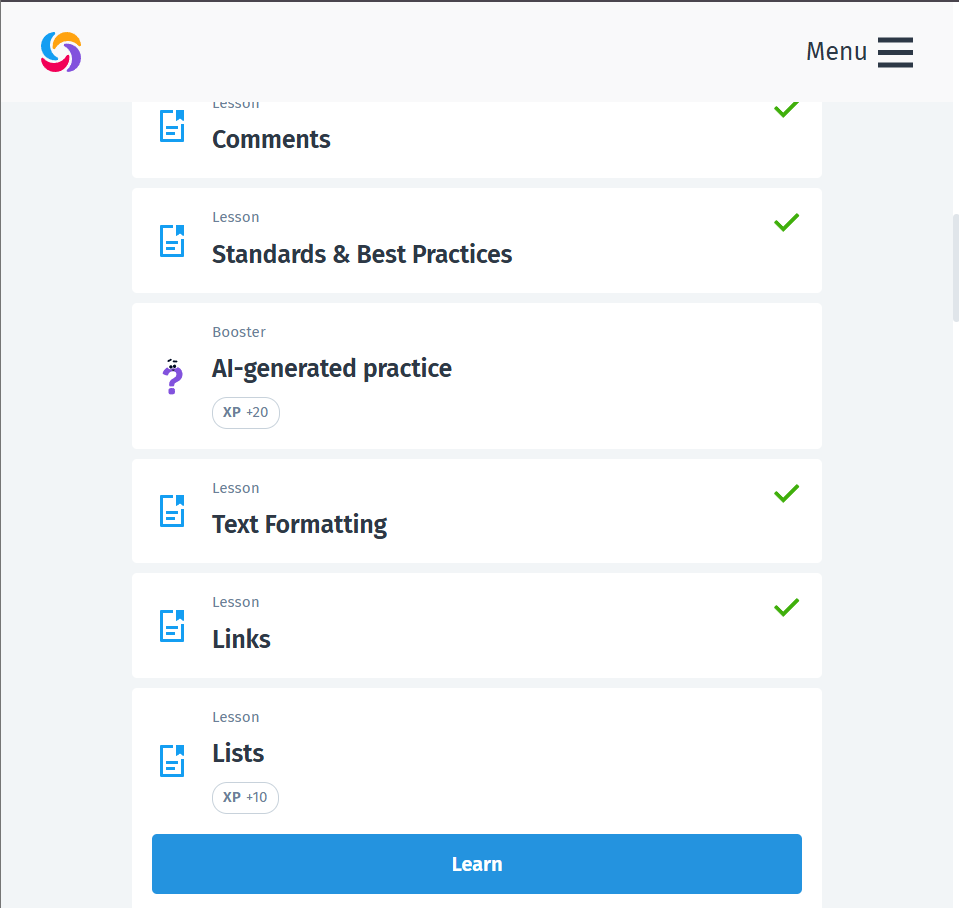 Menu
Lesson
Comments
Lesson
Standards & Best Practices
Booster
AI-generated practice
XP +20
Lesson
Text Formatting
Lesson
Links
Lesson
Lists
XP +10
Learn